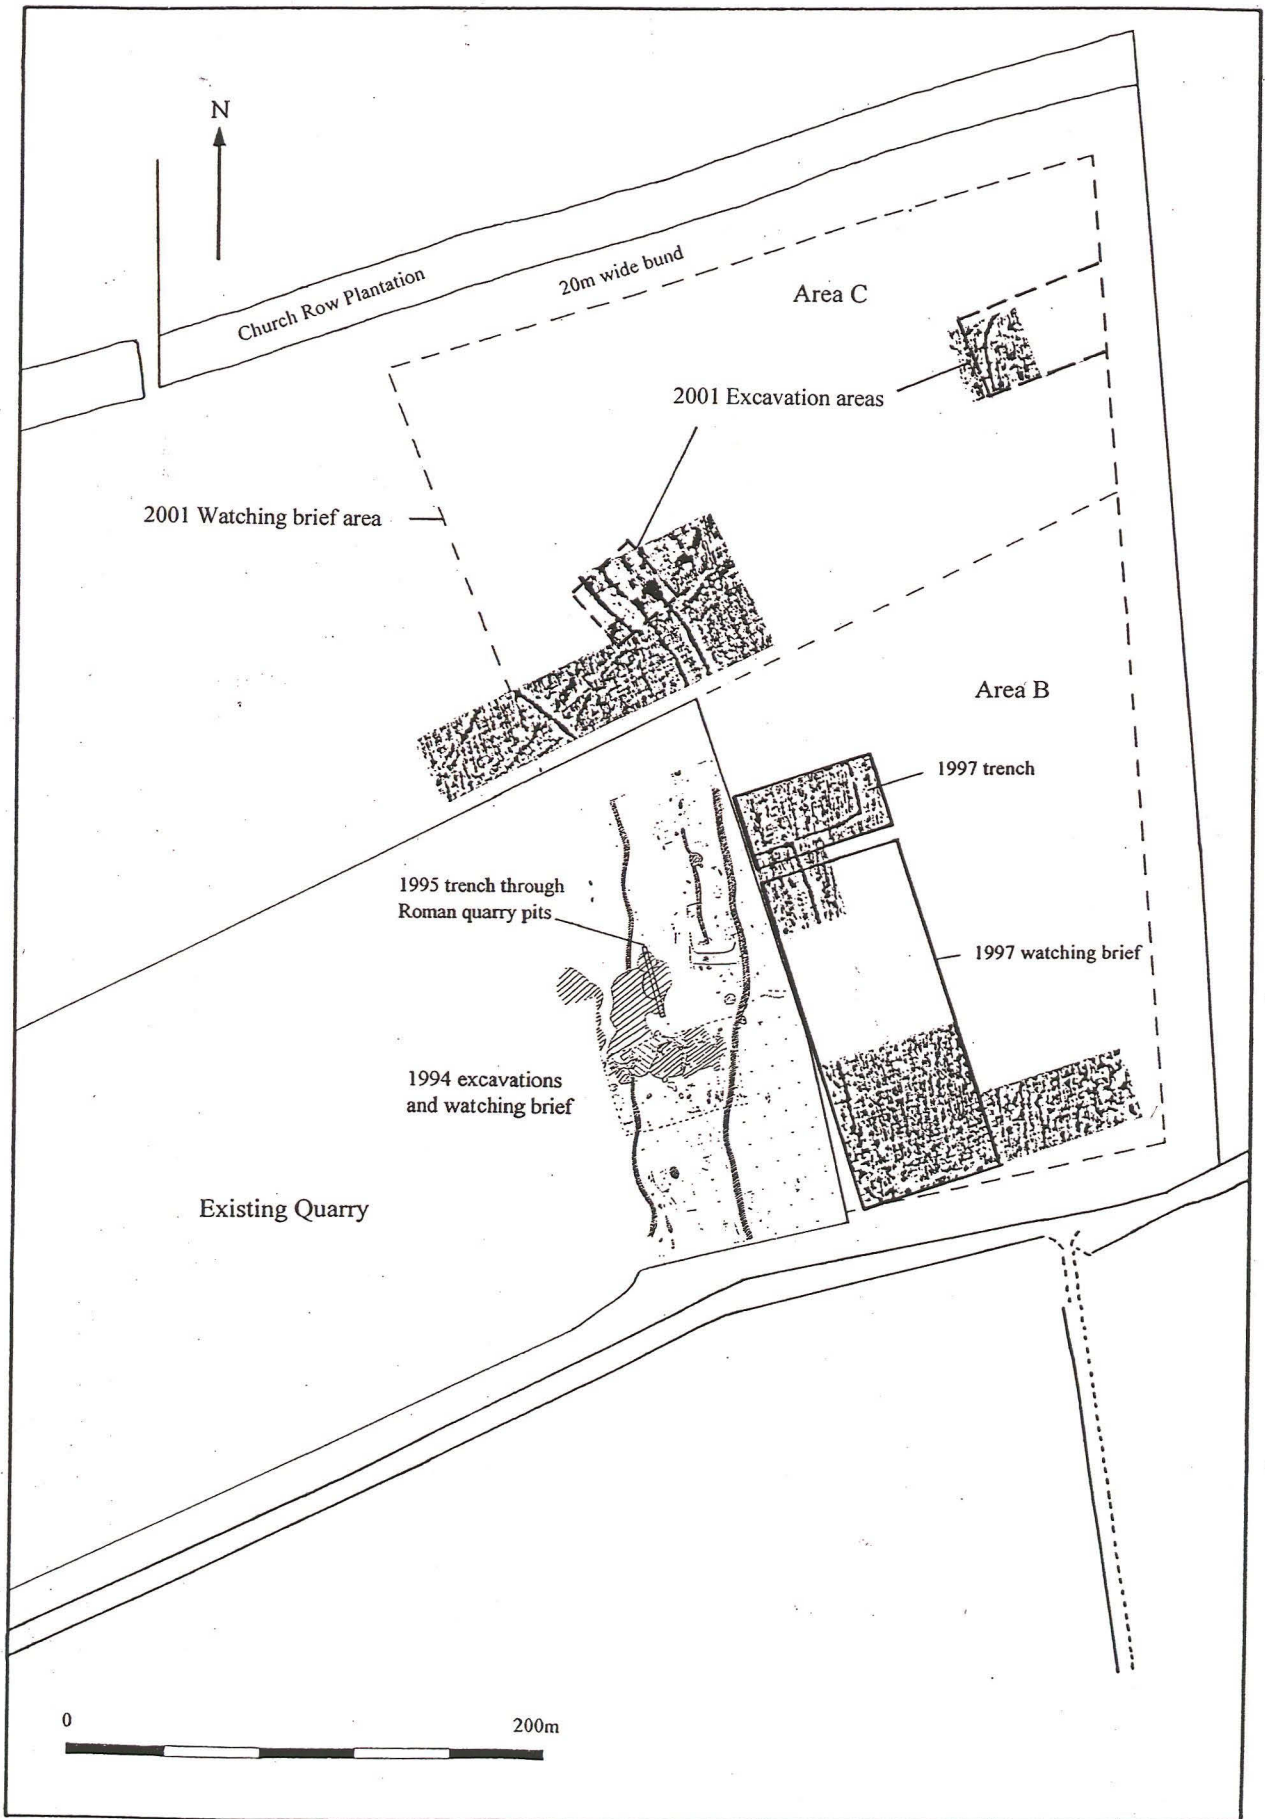 N
Church Row Plantation
20m wide bund
Area C
2001 Excavation areas
2001 Watching brief area
Area B
1997 trench
1995 trench through
Roman quarry pits
1997 watching brief
1994 excavations
and watching brief
Existing Quarry
0
200m